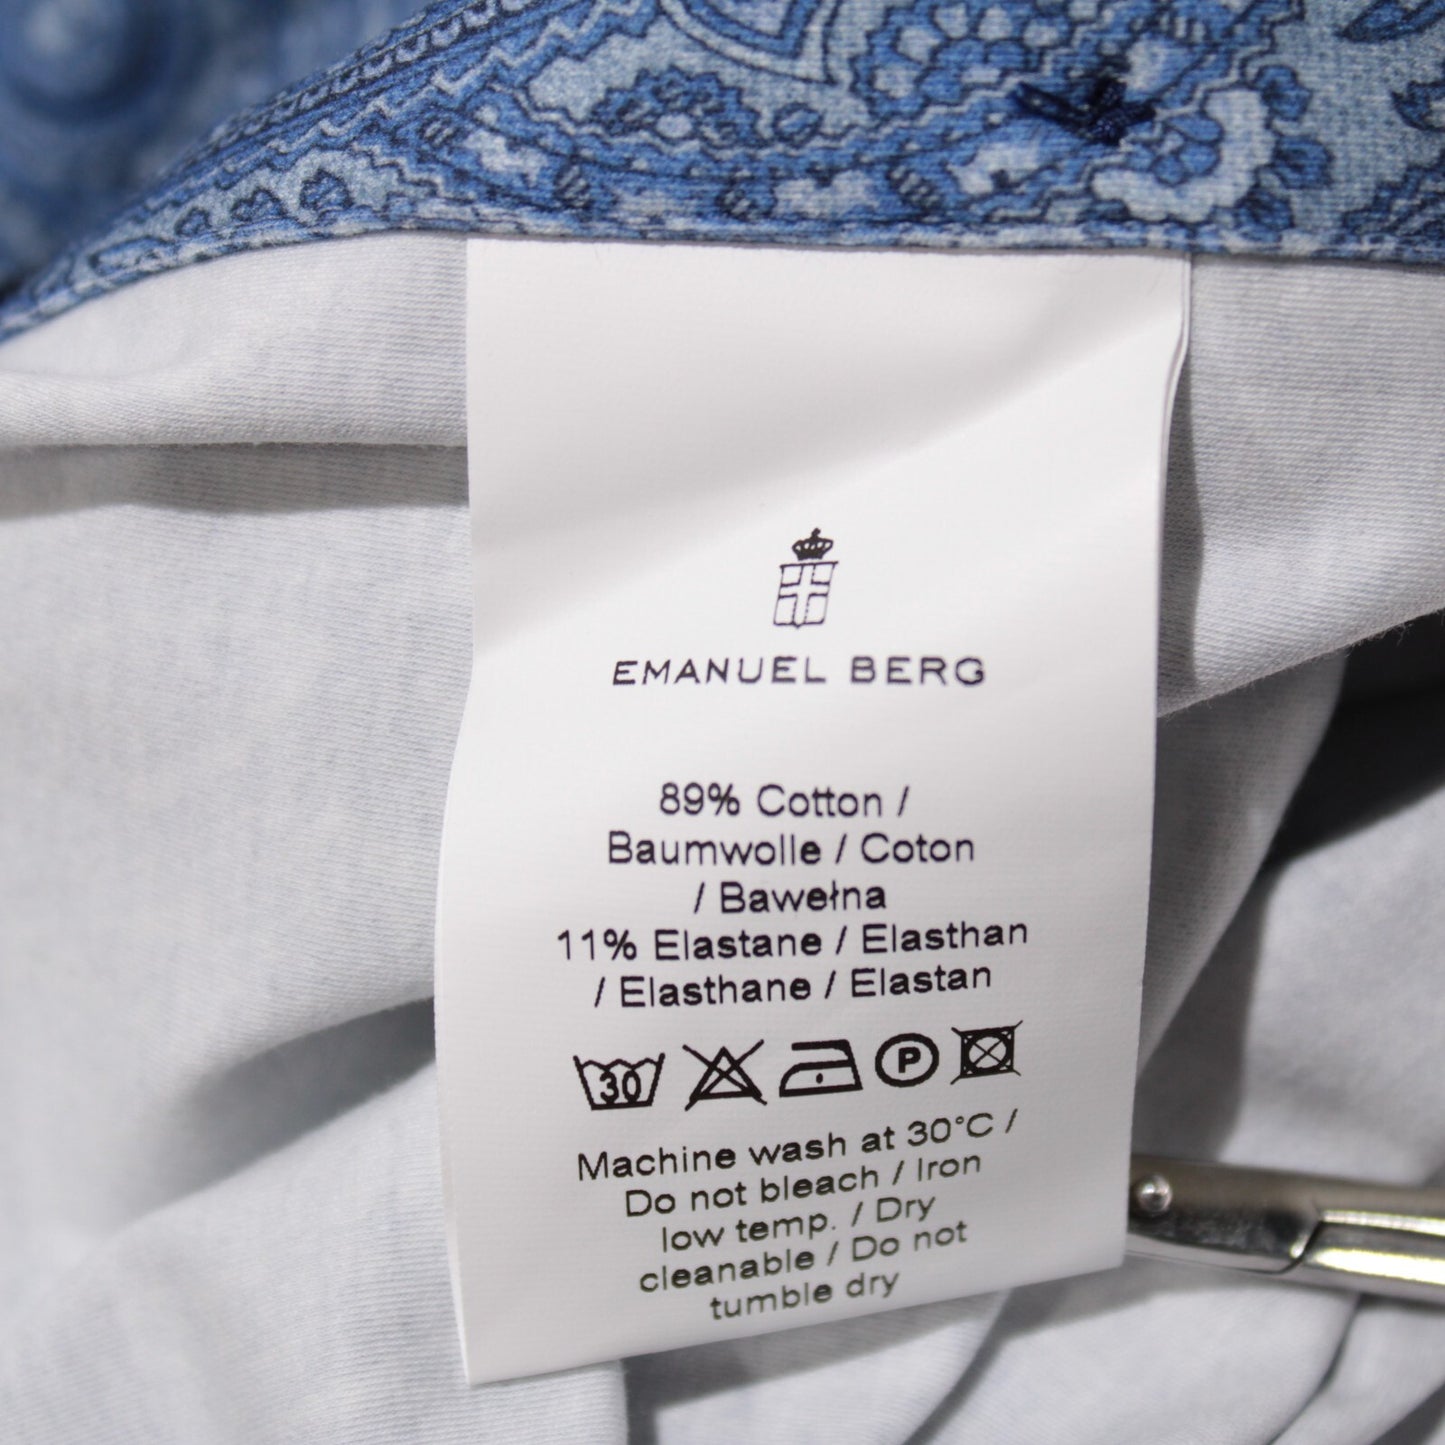 EMANUEL BERG
89% Cotton /
Baumwolle / Coton
/ Bawełna
11% Elastane / Elasthan
/ Elasthane / Elastan
30 P
Machine wash at 30°C /
Do not bleach / Iron
low temp. / Dry
cleanable / Do not
tumble dry